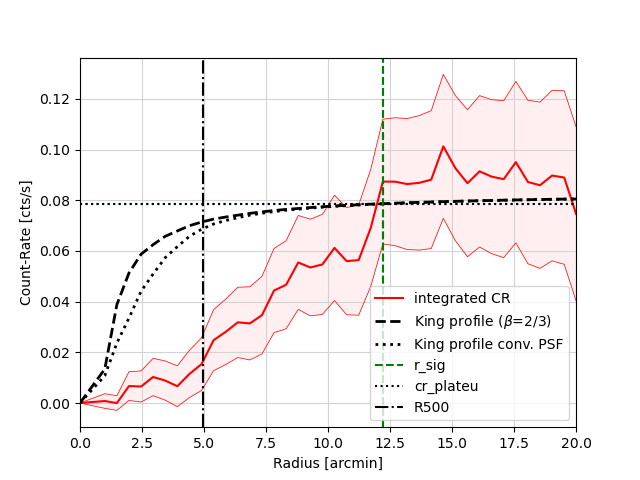 0.12
0.10
0.08
0.06
0.04
0.02
0.00
Count-Rate [cts/s]
integrated CR
King profile (β=2/3)
King profile conv. PSF
r_sig
cr_plateu
R500
0.0 2.5 5.0 7.5 10.0 12.5 15.0 17.5 20.0
Radius [arcmin]